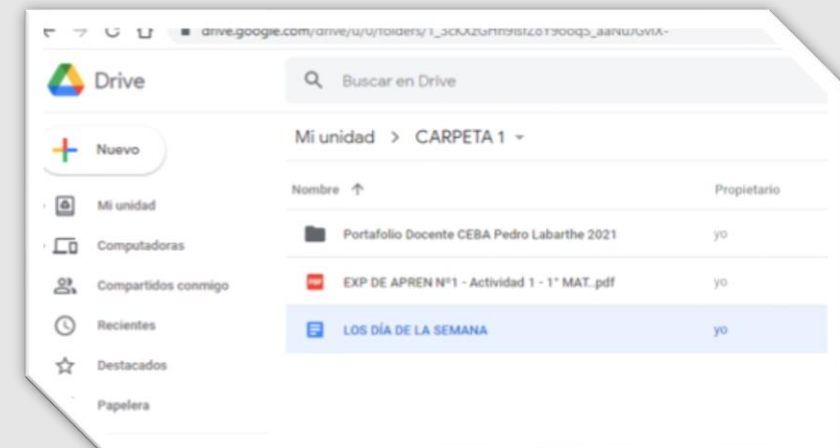 drive.google.com/drive/u/0/folders/
Drive
Buscar en Drive
Nuevo
Mi unidad > CARPETA 1
Nombre ↑ Propietario
Mi unidad
Portafolio Docente CEBA Pedro Labarthe 2021 yo
Computadoras
PDF EXP DE APREN Nº1 - Actividad 1 - 1° MAT..pdf yo
Compartidos conmigo
LOS DÍA DE LA SEMANA yo
Recientes
Destacados
Papelera